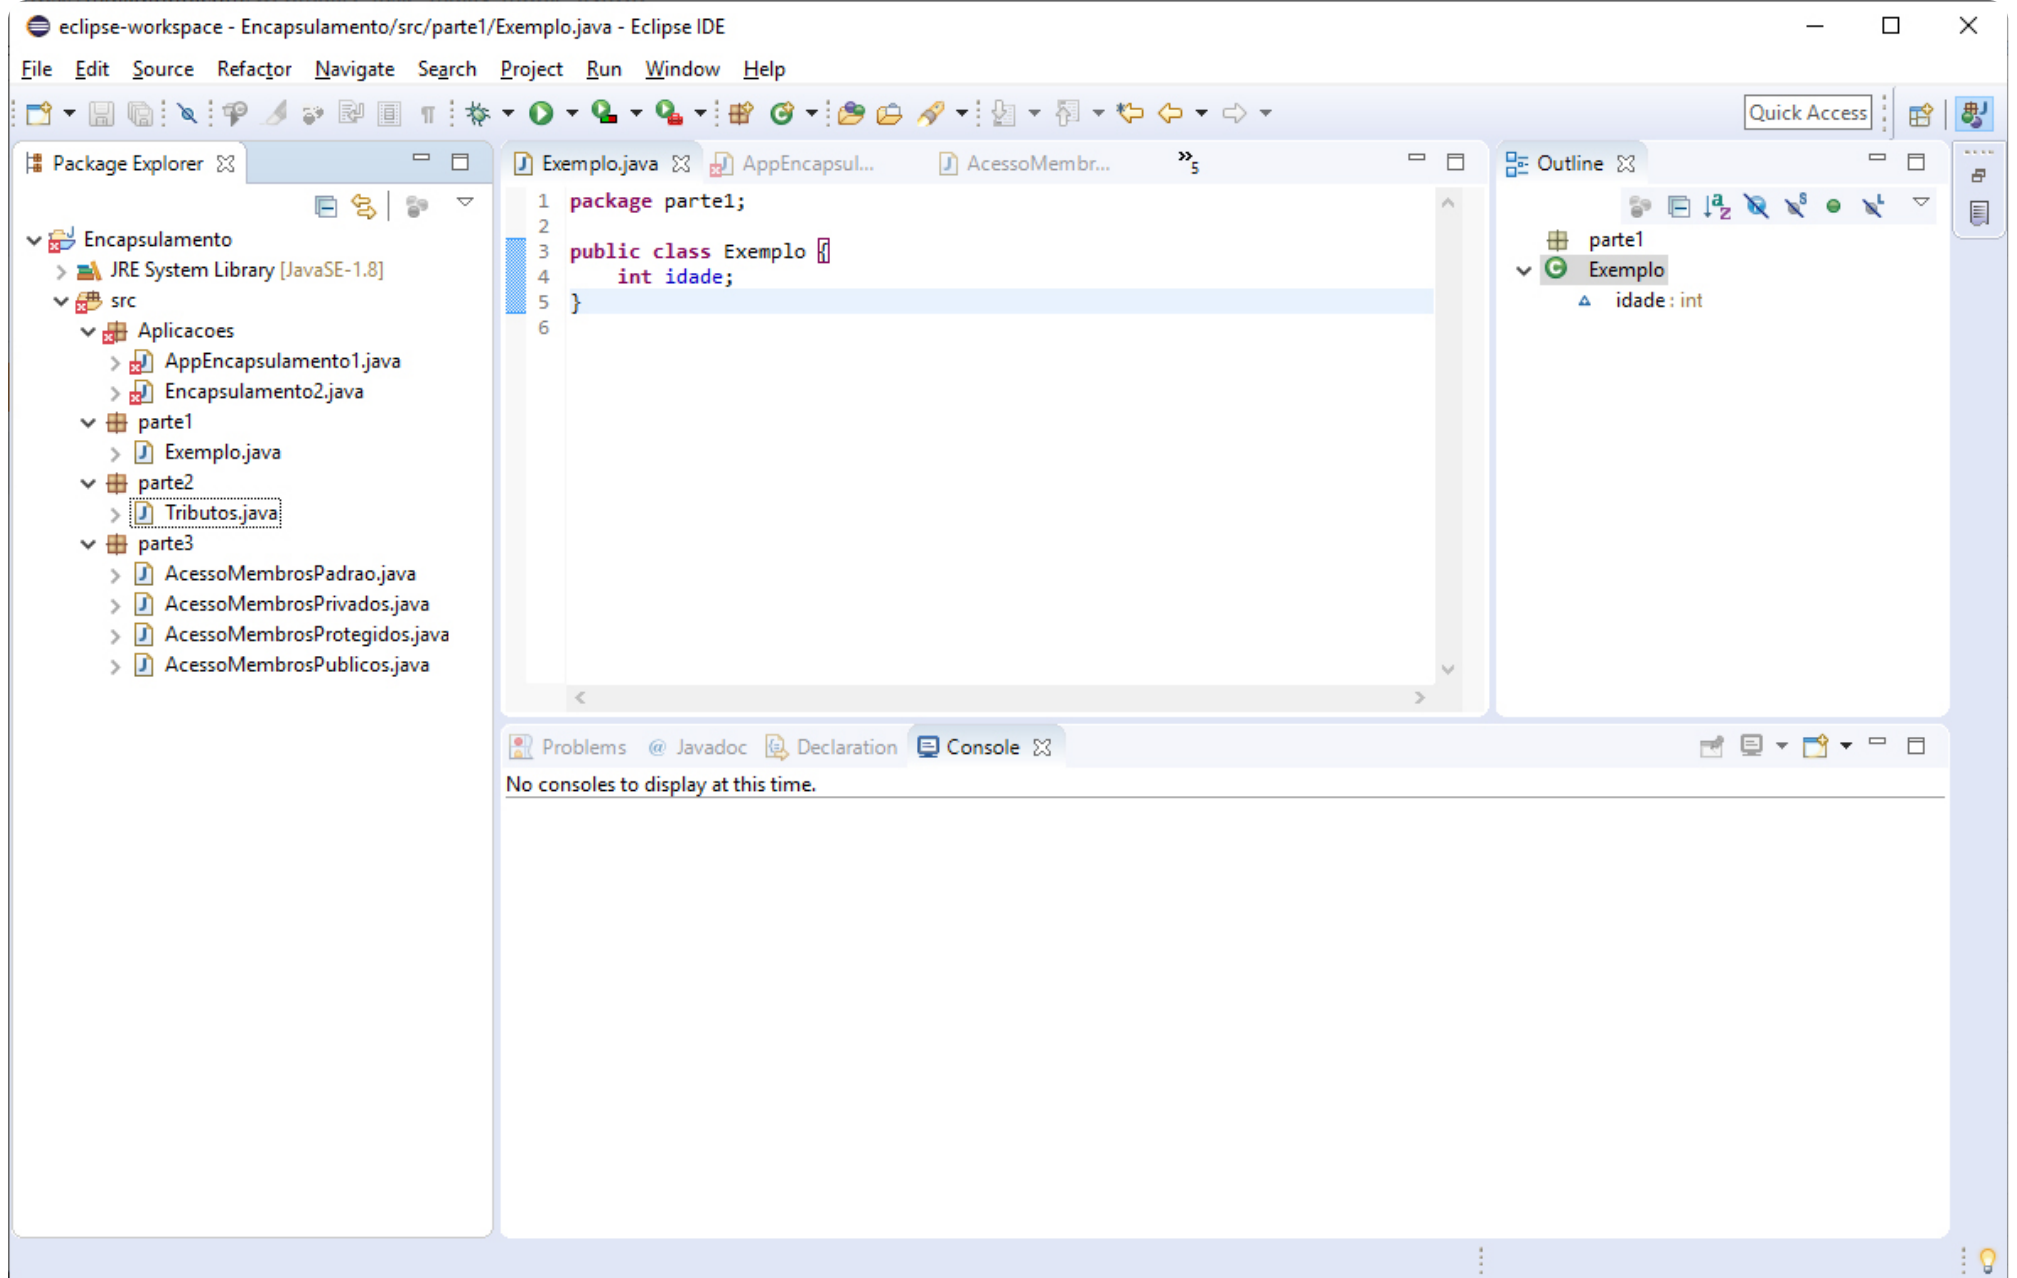 eclipse-workspace - Encapsulamento/src/parte1/Exemplo.java - Eclipse IDE
File Edit Source Refactor Navigate Search Project Run Window Help
Quick Access
Package Explorer
Encapsulamento
JRE System Library [JavaSE-1.8]
src
Aplicacoes
AppEncapsulamento1.java
Encapsulamento2.java
parte1
Exemplo.java
parte2
Tributos.java
parte3
AcessoMembrosPadrao.java
AcessoMembrosPrivados.java
AcessoMembrosProtegidos.java
AcessoMembrosPublicos.java
Exemplo.java AppEncapsul... AcessoMembr... »5
1 package parte1;
2
3 public class Exemplo {
4 int idade;
5 }
6
Outline
parte1
Exemplo
idade : int
Problems @ Javadoc Declaration Console
No consoles to display at this time.